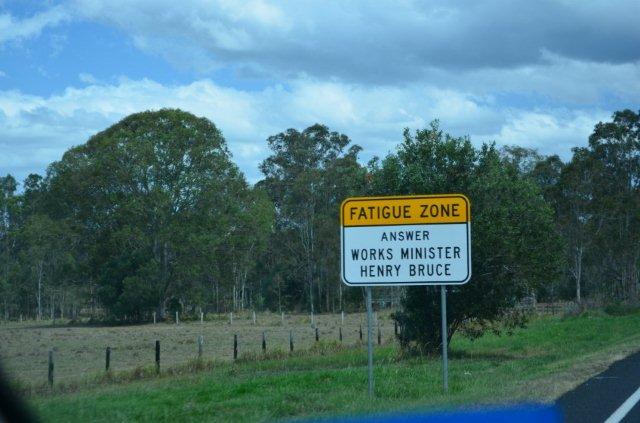 FATIGUE ZONE
ANSWER
WORKS MINISTER
HENRY BRUCE